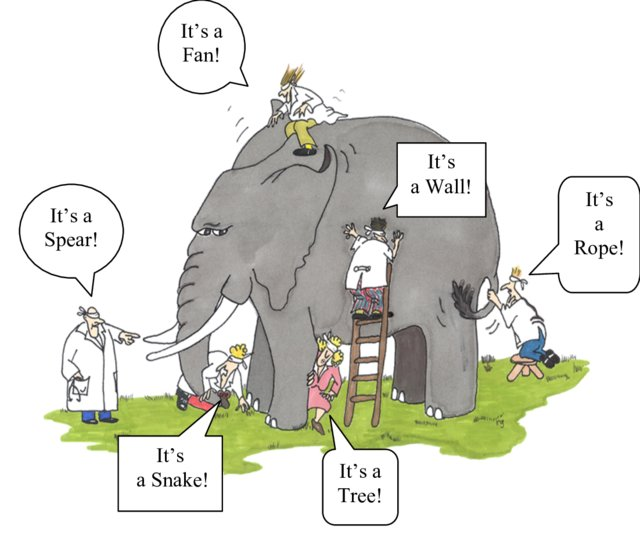 It's a
Fan!
It's
a Wall!
It's
a
Rope!
It's a
Spear!
It's
a Snake!
It's a
Tree!